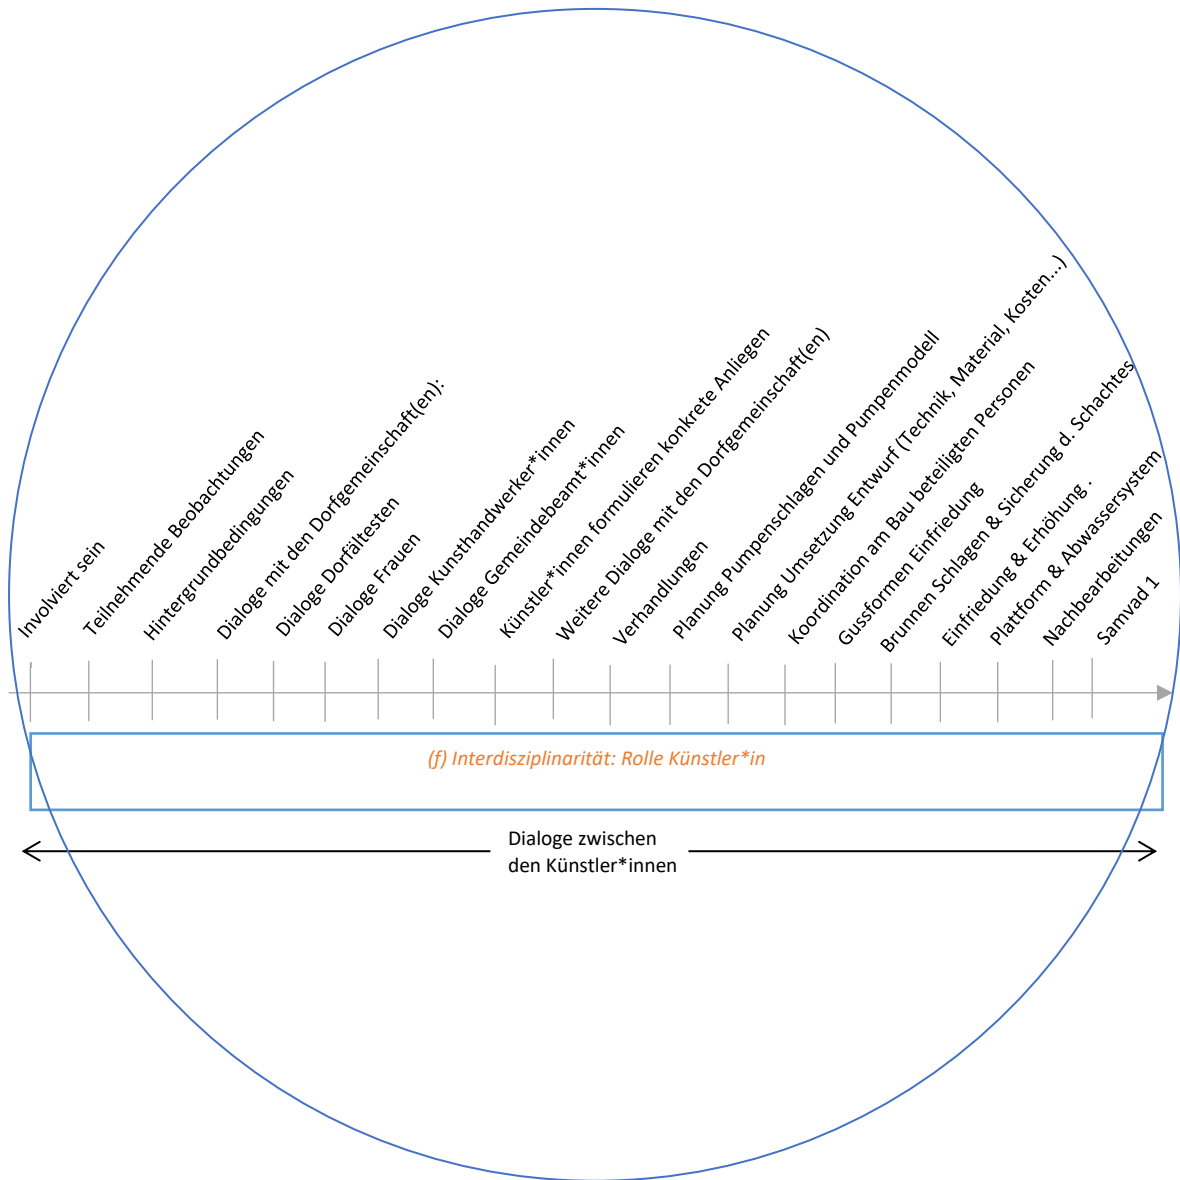 Involviert sein
Teilnehmende Beobachtungen
Hintergrundbedingungen
Dialoge mit den Dorfgemeinschaft(en):
Dialoge Dorfältesten
Dialoge Frauen
Dialoge Kunsthandwerker*innen
Dialoge Gemeindebeamt*innen
Künstler*innen formulieren konkrete Anliegen
Weitere Dialoge mit den Dorfgemeinschaft(en)
Verhandlungen
Planung Pumpenschlagen und Pumpenmodell
Planung Umsetzung Entwurf (Technik, Material, Kosten...)
Koordination am Bau beteiligten Personen
Gussformen Einfriedung
Brunnen Schlagen & Sicherung d. Schachtes
Einfriedung & Erhöhung .
Plattform & Abwassersystem
Nachbearbeitungen
Samvad 1
(f) Interdisziplinarität: Rolle Künstler*in
Dialoge zwischen
den Künstler*innen